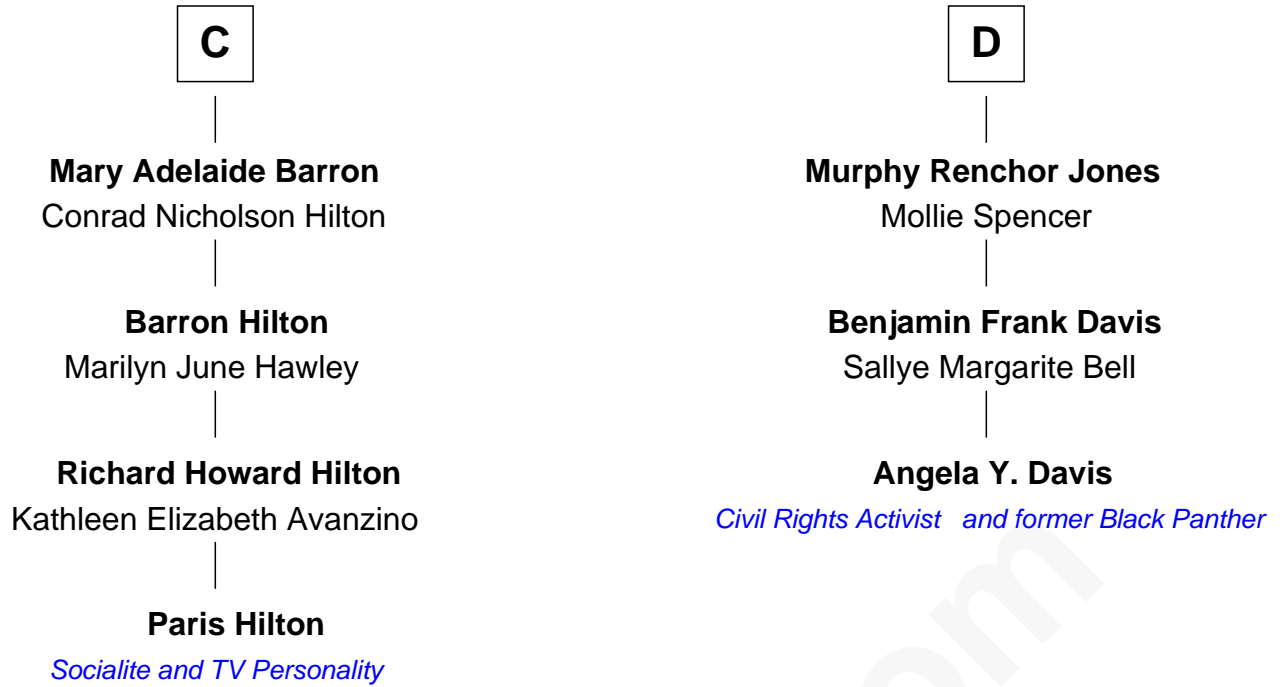 C
Mary Adelaide Barron
Conrad Nicholson Hilton
Barron Hilton
Marilyn June Hawley
Richard Howard Hilton
Kathleen Elizabeth Avanzino
Paris Hilton
Socialite and TV Personality
D
Murphy Renchor Jones
Mollie Spencer
Benjamin Frank Davis
Sallye Margarite Bell
Angela Y. Davis
Civil Rights Activist and former Black Panther
om